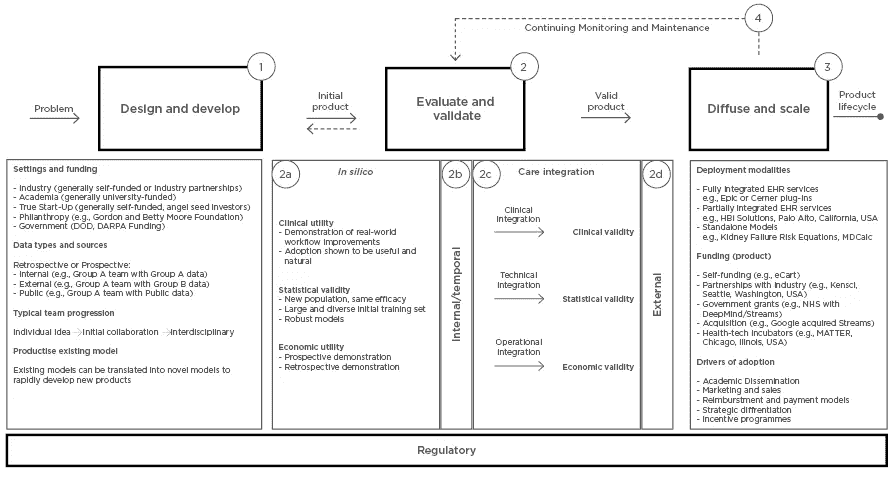 4
Continuing Monitoring and Maintenance
1
2
3
Problem
Design and develop
Initial
product
Evaluate and
validate
Valid
product
Diffuse and scale
Product
lifecycle
Settings and funding
- Industry (generally self-funded or industry partnerships)
- Academia (generally university-funded)
- True Start-Up (generally self-funded, angel seed investors)
- Philanthropy (e.g., Gordon and Betty Moore Foundation)
- Government (DOD, DARPA Funding)
Data types and sources
Retrospective or Prospective:
- Internal (e.g., Group A team with Group A data)
- External (e.g., Group A team with Group B data)
- Public (e.g., Group A team with Public data)
Typical team progression
Individual idea → Initial collaboration → Interdisciplinary
Productise existing model
Existing models can be translated into novel models to
rapidly develop new products
2a
In silico
Clinical utility
- Demonstration of real-world
workflow improvements
- Adoption shown to be useful and
natural
Statistical validity
- New population, same efficacy
- Large and diverse initial training set
- Robust models
Economic utility
- Prospective demonstration
- Retrospective demonstration
2b
Internal/temporal
2c
Care integration
Clinical
integration
Clinical validity
Technical
integration
Statistical validity
Operational
integration
Economic validity
2d
External
Deployment modalities
- Fully integrated EHR services
e.g., Epic or Cerner plug-ins
- Partially integrated EHR services
e.g., HBI Solutions, Palo Alto, California, USA
- Standalone Models
e.g., Kidney Failure Risk Equations, MDCalc
Funding (product)
- Self-funding (e.g., eCart)
- Partnerships with industry (e.g., KenSci,
Seattle, Washington, USA)
- Government grants (e.g., NHS with
DeepMind/Streams)
- Acquisition (e.g., Google acquired Streams)
- Health-tech incubators (e.g., MATTER,
Chicago, Illinois, USA)
Drivers of adoption
- Academic Dissemination
- Marketing and sales
- Reimburstment and payment models
- Strategic diffrentiation
- Incentive programmes
Regulatory